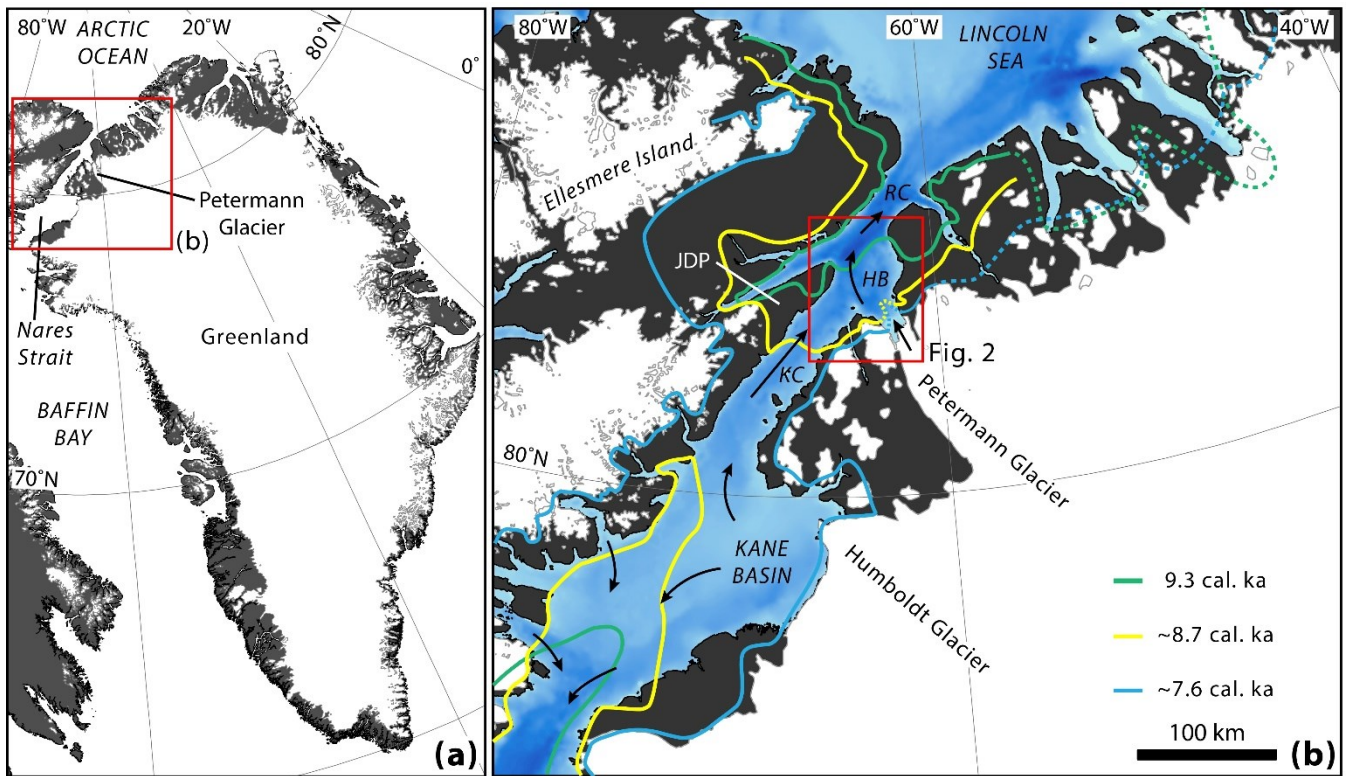 80˚W
20˚W
ARCTIC
OCEAN
80˚N
0˚
Petermann
Glacier
(b)
Nares
Strait
Greenland
BAFFIN
BAY
70˚N
(a)
80˚W
60˚W
40˚W
LINCOLN
SEA
Ellesmere Island
RC
JDP
HB
Fig. 2
KC
Petermann Glacier
80˚N
KANE
BASIN
Humboldt Glacier
9.3 cal. ka
~8.7 cal. ka
~7.6 cal. ka
100 km
(b)